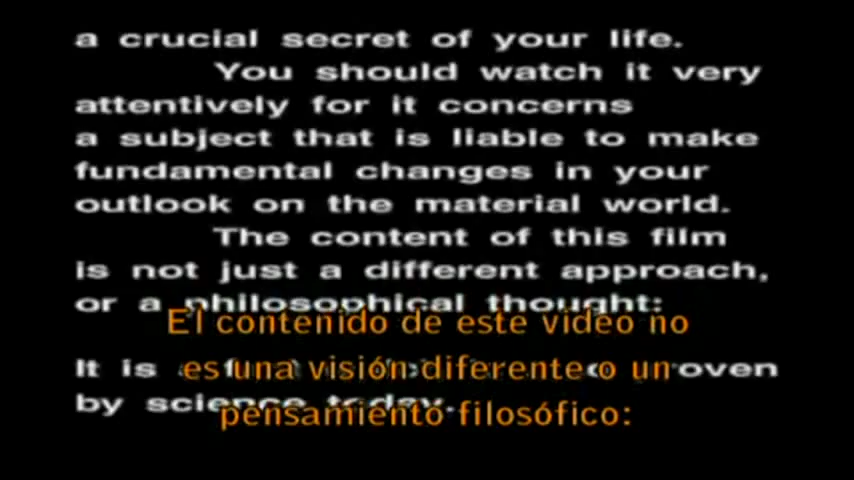 a crucial secret of your life.
You should watch it very
attentively for it concerns
a subject that is liable to make
fundamental changes in your
outlook on the material world.
The content of this film
is not just a different approach,
or a philosophical thought:
El contenido de este video no
It is
es una visión diferente o un
by science today.
pensamiento filosófico: